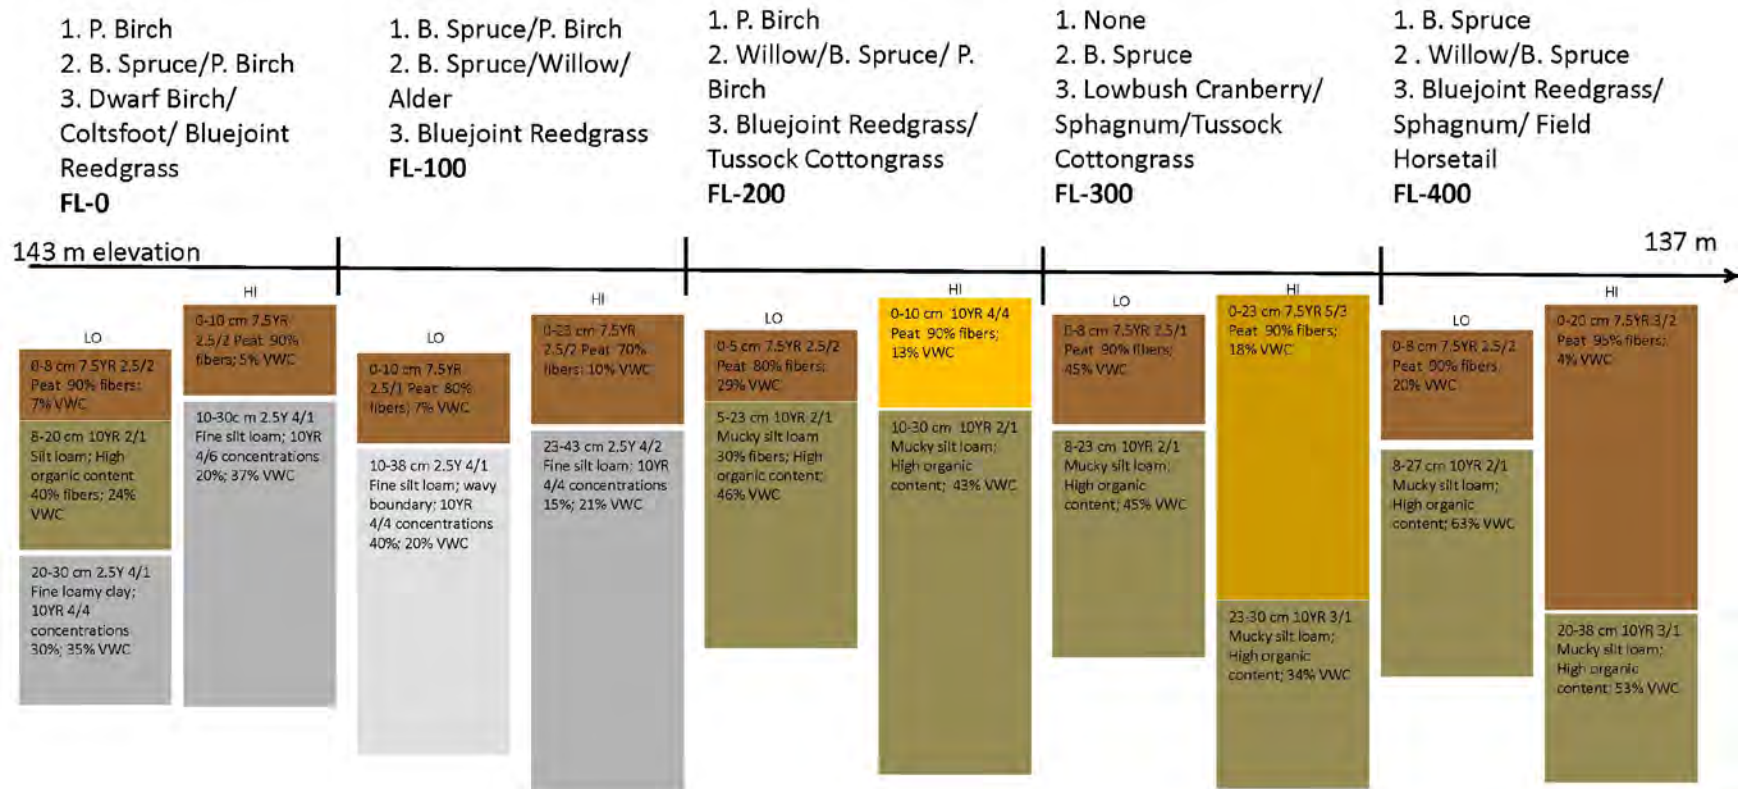 1. P. Birch
2. B. Spruce/P. Birch
3. Dwarf Birch/
Coltsfoot/ Bluejoint
Reedgrass
FL-0
1. B. Spruce/P. Birch
2. B. Spruce/Willow/
Alder
3. Bluejoint Reedgrass
FL-100
1. P. Birch
2. Willow/B. Spruce/ P.
Birch
3. Bluejoint Reedgrass/
Tussock Cottongrass
FL-200
1. None
2. B. Spruce
3. Lowbush Cranberry/
Sphagnum/Tussock
Cottongrass
FL-300
1. B. Spruce
2 . Willow/B. Spruce
3. Bluejoint Reedgrass/
Sphagnum/ Field
Horsetail
FL-400
143 m elevation
137 m
LO
0-8 cm 7.5YR 2.5/2
Peat 90% fibers;
7% VWC
8-20 cm 10YR 2/1
Silt loam; High
organic content
40% fibers; 24%
VWC
20-30 cm 2.5Y 4/1
Fine loamy clay;
10YR 4/4
concentrations
30%; 35% VWC
HI
0-10 cm 7.5YR
2.5/2 Peat 90%
fibers; 5% VWC
10-30c m 2.5Y 4/1
Fine silt loam; 10YR
4/6 concentrations
20%; 37% VWC
LO
0-10 cm 7.5YR
2.5/1 Peat 80%
fibers; 7% VWC
10-38 cm 2.5Y 4/1
Fine silt loam; wavy
boundary; 10YR
4/4 concentrations
40%; 20% VWC
HI
0-23 cm 7.5YR
2.5/2 Peat 70%
fibers; 10% VWC
23-43 cm 2.5Y 4/2
Fine silt loam; 10YR
4/4 concentrations
15%; 21% VWC
LO
0-5 cm 7.5YR 2.5/2
Peat 80% fibers;
29% VWC
5-23 cm 10YR 2/1
Mucky silt loam
30% fibers; High
organic content;
46% VWC
HI
0-10 cm 10YR 4/4
Peat 90% fibers;
13% VWC
10-30 cm 10YR 2/1
Mucky silt loam;
High organic
content; 43% VWC
LO
0-8 cm 7.5YR 2.5/1
Peat 90% fibers;
45% VWC
8-23 cm 10YR 2/1
Mucky silt loam;
High organic
content; 45% VWC
HI
0-23 cm 7.5YR 5/3
Peat 90% fibers;
18% VWC
23-30 cm 10YR 3/1
Mucky silt loam;
High organic
content; 34% VWC
LO
0-8 cm 7.5YR 2.5/2
Peat 90% fibers
20% VWC
8-27 cm 10YR 2/1
Mucky silt loam;
High organic
content; 63% VWC
HI
0-20 cm 7.5YR 3/2
Peat 95% fibers;
4% VWC
20-38 cm 10YR 3/1
Mucky silt loam;
High organic
content; 53% VWC